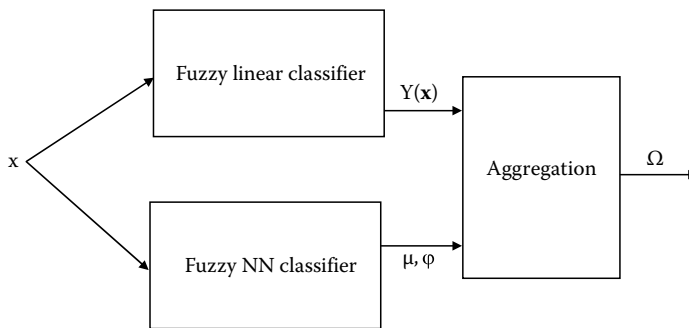 Fuzzy linear classifier
Y(x)
x
Aggregation
Ω
Fuzzy NN classifier
μ, φ